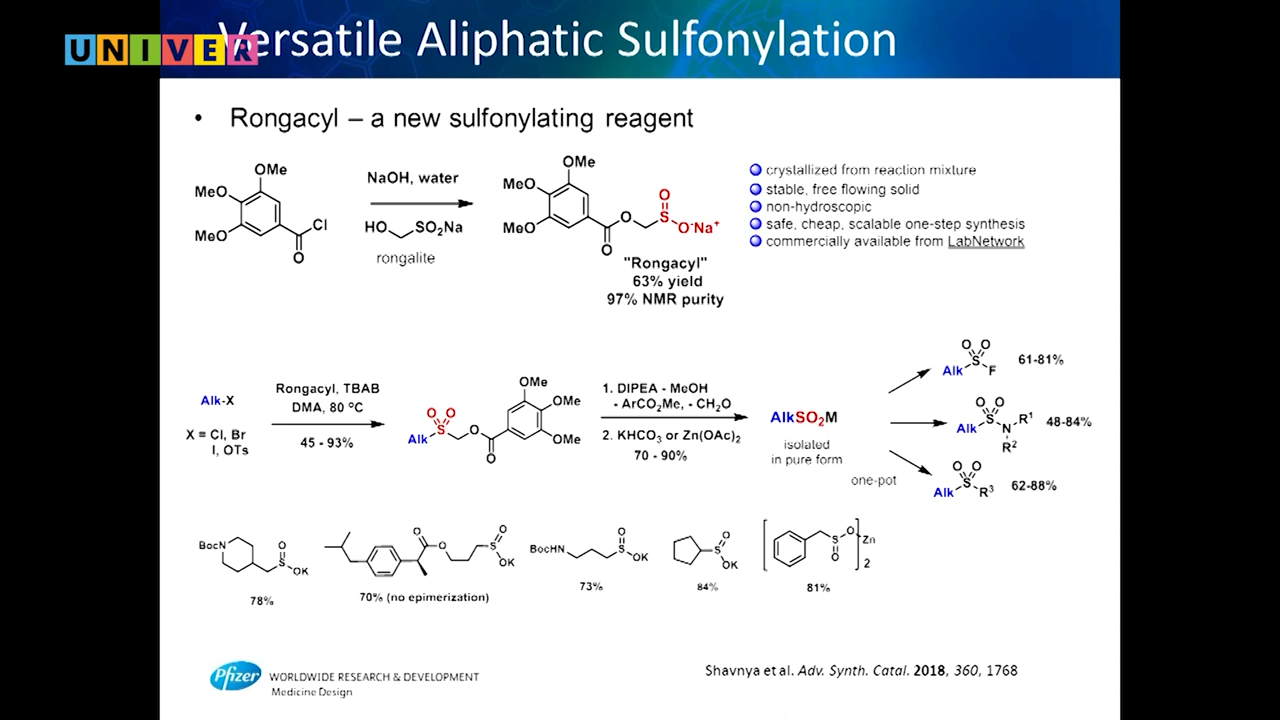 UNIVER
Versatile Aliphatic Sulfonylation
• Rongacyl – a new sulfonylating reagent
OMe
MeO
MeO
Cl
O
NaOH, water
HO SO2Na
rongalite
OMe
MeO
MeO
O
O
O
S
O-Na+
"Rongacyl"
63% yield
97% NMR purity
crystallized from reaction mixture
stable, free flowing solid
non-hydroscopic
safe, cheap, scalable one-step synthesis
commercially available from LabNetwork
Alk-X
X = Cl, Br
I, OTs
Rongacyl, TBAB
DMA, 80 ºC
45 - 93%
O O
S
Alk
O
O
OMe
OMe
OMe
1. DIPEA - MeOH
- ArCO2Me, - CH2O
2. KHCO3 or Zn(OAc)2
70 - 90%
AlkSO2M
isolated
in pure form
one-pot
O O
S
Alk F
61-81%
O O
S
Alk N R1
R2
48-84%
O O
S
Alk R3
62-88%
BocN
O
S
OK
78%
O
O
O
S
OK
70% (no epimerization)
BocHN
O
S
OK
73%
O
S
OK
84%
O
S
O
Zn
2
81%
Pfizer
WORLDWIDE RESEARCH & DEVELOPMENT
Medicine Design
Shavnya et al. Adv. Synth. Catal. 2018, 360, 1768